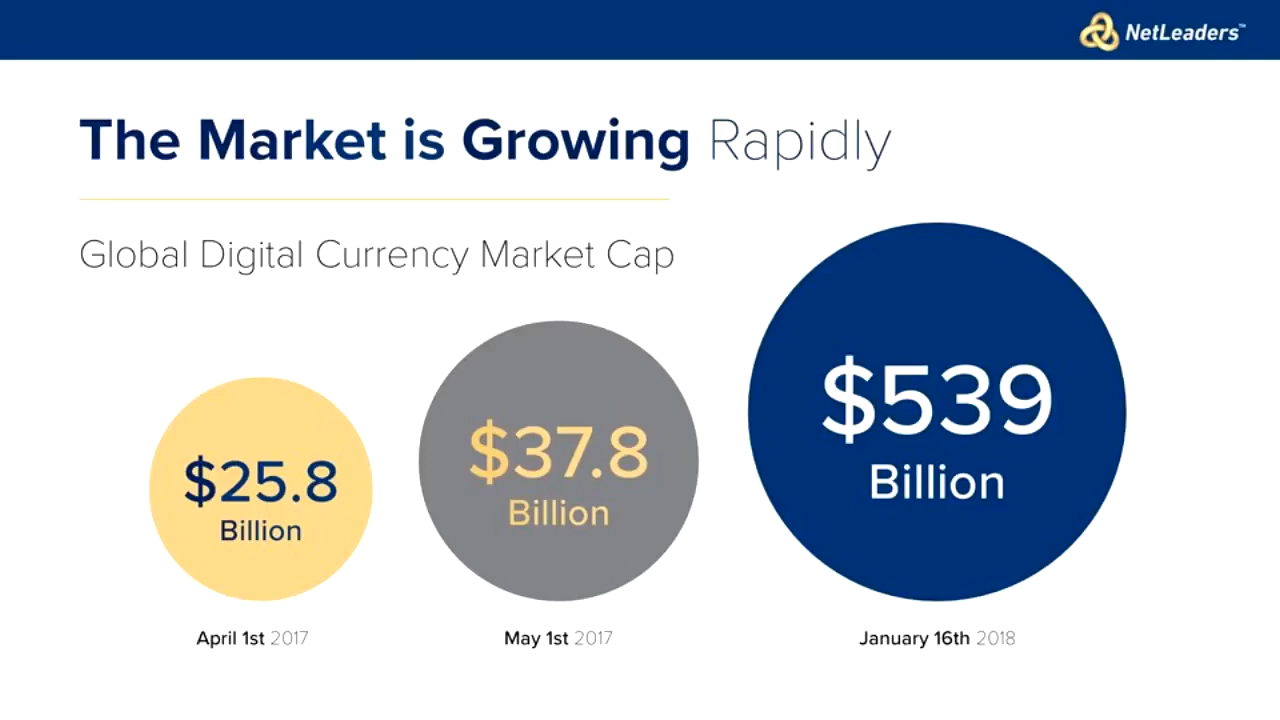 NetLeaders™
The Market is Growing Rapidly
Global Digital Currency Market Cap
$25.8
Billion
April 1st 2017
$37.8
Billion
May 1st 2017
$539
Billion
January 16th 2018